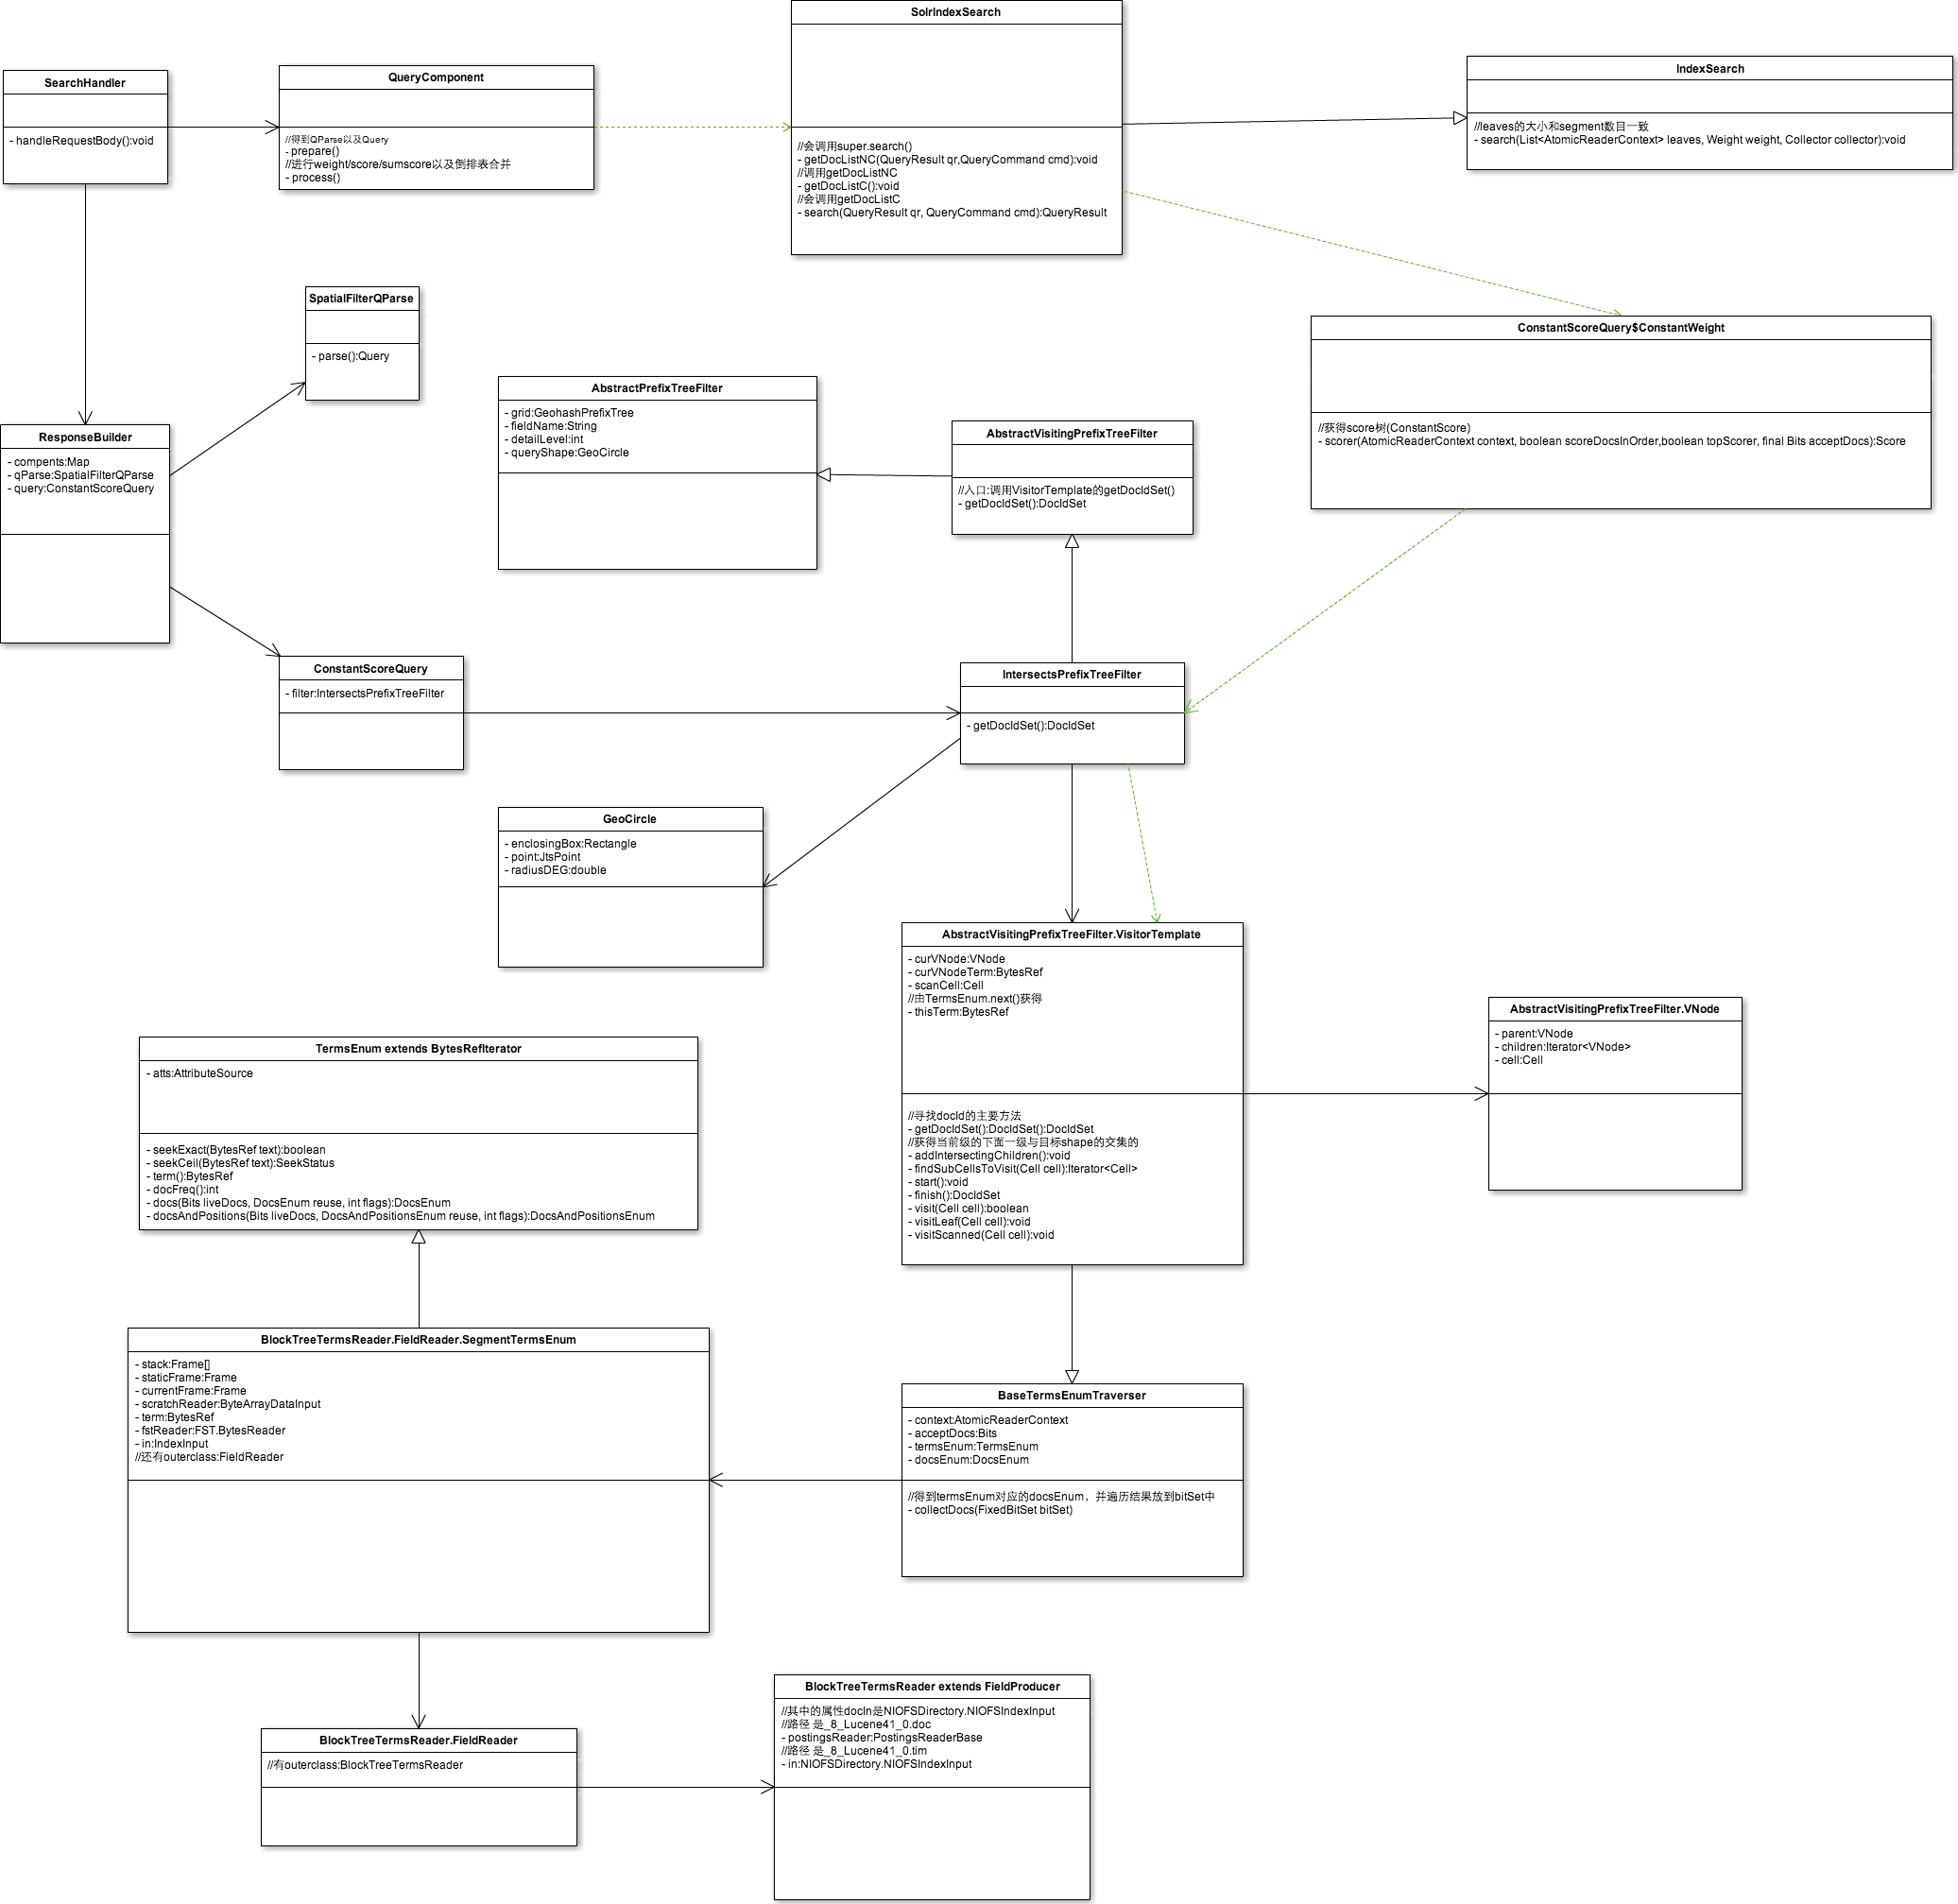 SolrIndexSearch
//会调用super.search()
- getDocListNC(QueryResult qr,QueryCommand cmd):void
//调用getDocListNC
- getDocListC():void
//会调用getDocListC
- search(QueryResult qr, QueryCommand cmd):QueryResult
IndexSearch
//leaves的大小和segment数目一致
- search(List<AtomicReaderContext> leaves, Weight weight, Collector collector):void
SearchHandler
- handleRequestBody():void
QueryComponent
//得到QParse以及Query
- prepare()
//进行weight/score/sumscore以及倒排表合并
- process()
SpatialFilterQParse
- parse():Query
ConstantScoreQuery$ConstantWeight
//获得score树(ConstantScore)
- scorer(AtomicReaderContext context, boolean scoreDocsInOrder,boolean topScorer, final Bits acceptDocs):Score
AbstractPrefixTreeFilter
- grid:GeohashPrefixTree
- fieldName:String
- detailLevel:int
- queryShape:GeoCircle
AbstractVisitingPrefixTreeFilter
//入口:调用VisitorTemplate的getDocIdSet()
- getDocIdSet():DocIdSet
ResponseBuilder
- compents:Map
- qParse:SpatialFilterQParse
- query:ConstantScoreQuery
ConstantScoreQuery
- filter:IntersectsPrefixTreeFilter
IntersectsPrefixTreeFilter
- getDocIdSet():DocIdSet
GeoCircle
- enclosingBox:Rectangle
- point:JtsPoint
- radiusDEG:double
AbstractVisitingPrefixTreeFilter.VisitorTemplate
- curVNode:VNode
- curVNodeTerm:BytesRef
- scanCell:Cell
//由TermsEnum.next()获得
- thisTerm:BytesRef
//寻找docId的主要方法
- getDocIdSet():DocIdSet():DocIdSet
//获得当前级的下面一级与目标shape的交集的
- addIntersectingChildren():void
- findSubCellsToVisit(Cell cell):Iterator<Cell>
- start():void
- finish():DocIdSet
- visit(Cell cell):boolean
- visitLeaf(Cell cell):void
- visitScanned(Cell cell):void
AbstractVisitingPrefixTreeFilter.VNode
- parent:VNode
- children:Iterator<VNode>
- cell:Cell
TermsEnum extends BytesRefIterator
- atts:AttributeSource
- seekExact(BytesRef text):boolean
- seekCeil(BytesRef text):SeekStatus
- term():BytesRef
- docFreq():int
- docs(Bits liveDocs, DocsEnum reuse, int flags):DocsEnum
- docsAndPositions(Bits liveDocs, DocsAndPositionsEnum reuse, int flags):DocsAndPositionsEnum
BlockTreeTermsReader.FieldReader.SegmentTermsEnum
- stack:Frame[]
- staticFrame:Frame
- currentFrame:Frame
- scratchReader:ByteArrayDataInput
- term:BytesRef
- fstReader:FST.BytesReader
- in:IndexInput
//还有outerclass:FieldReader
BaseTermsEnumTraverser
- context:AtomicReaderContext
- acceptDocs:Bits
- termsEnum:TermsEnum
- docsEnum:DocsEnum
//得到termsEnum对应的docsEnum，并遍历结果放到bitSet中
- collectDocs(FixedBitSet bitSet)
BlockTreeTermsReader.FieldReader
//有outerclass:BlockTreeTermsReader
BlockTreeTermsReader extends FieldProducer
//其中的属性docIn是NIOFSDirectory.NIOFSIndexInput
//路径 是_8_Lucene41_0.doc
- postingsReader:PostingsReaderBase
//路径 是_8_Lucene41_0.tim
- in:NIOFSDirectory.NIOFSIndexInput